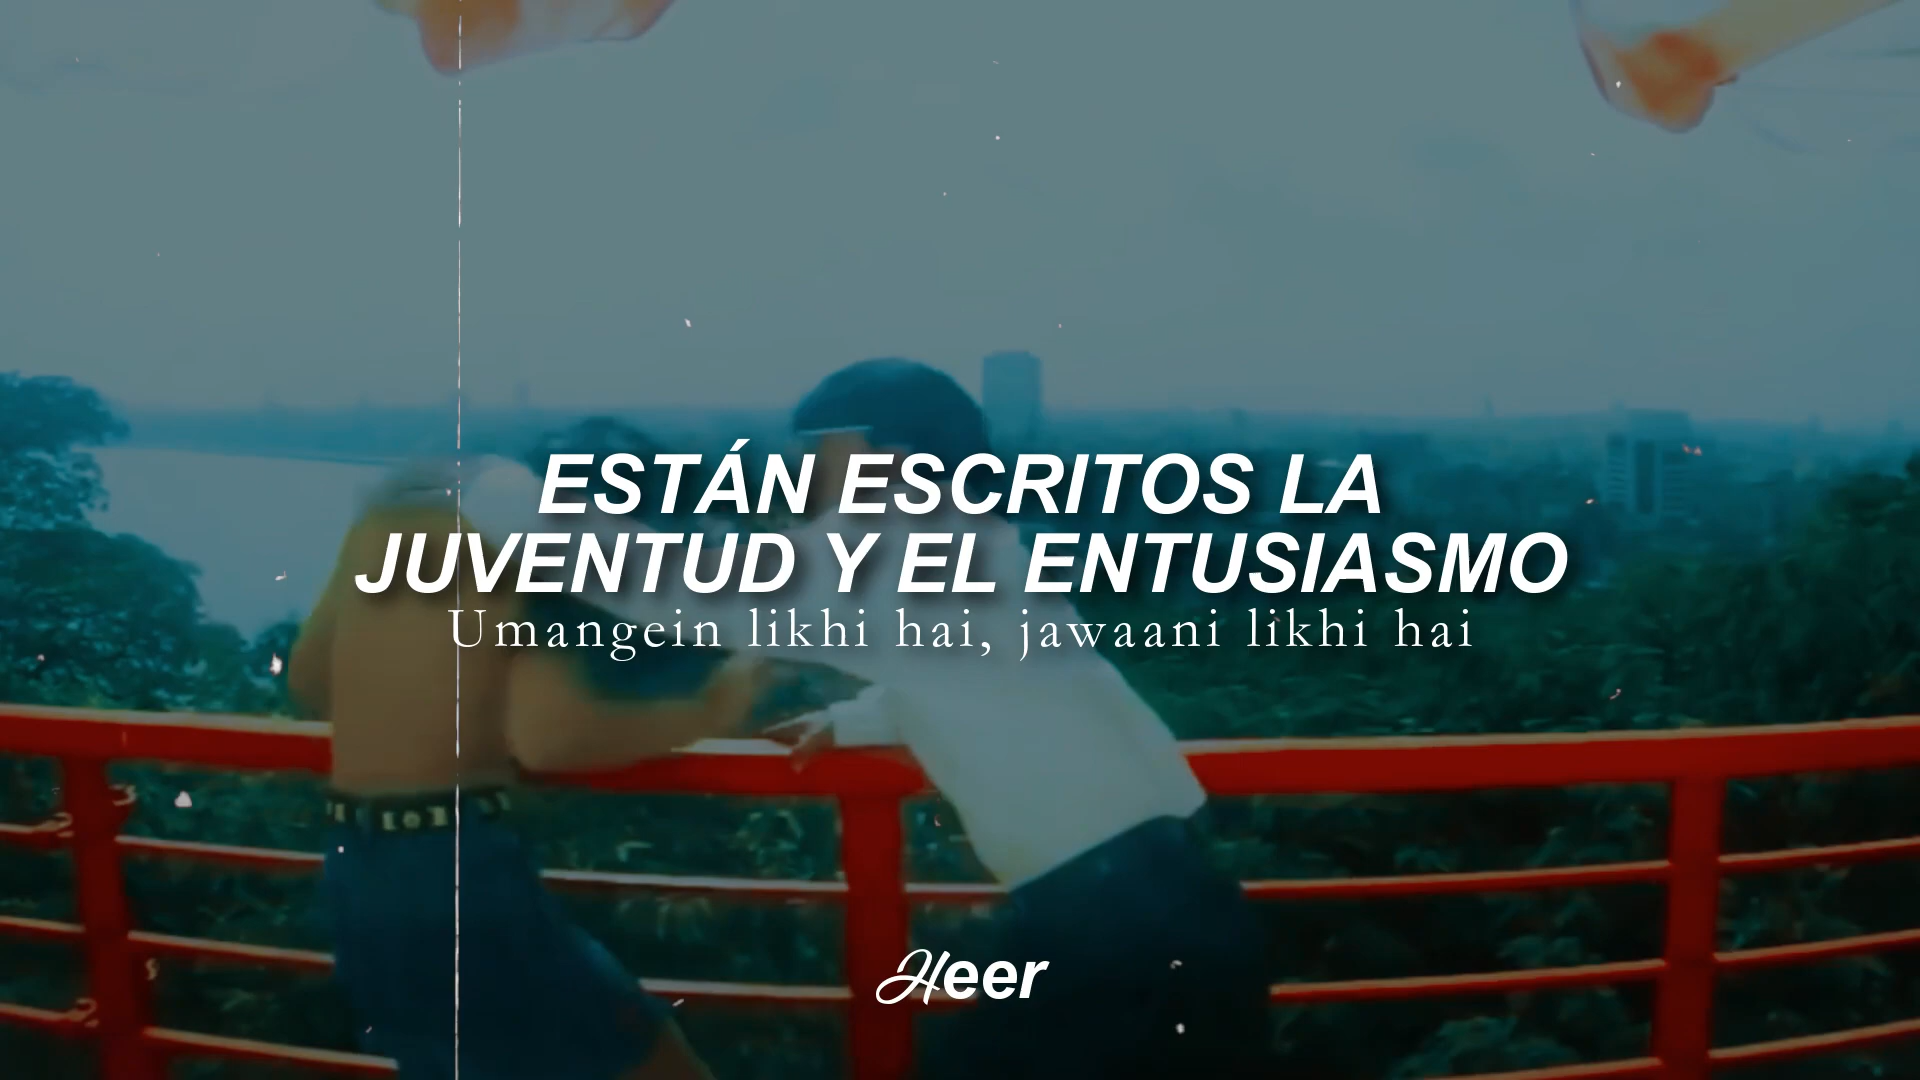 ESTÁN ESCRITOS LA
JUVENTUD Y EL ENTUSIASMO
Umangein likhi hai, jawaani likhi hai
Heer